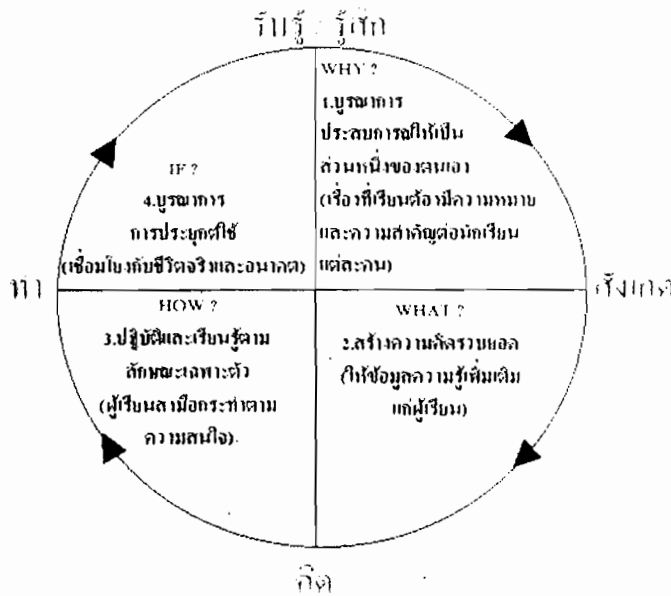 รับรู้ / รู้สึก
WHY ?
1.บูรณาการ
ประสบการณ์ให้เป็น
ส่วนหนึ่งของตนเอง
(เรื่องที่เรียนต้องมีความหมาย
และความสำคัญต่อนักเรียน
แต่ละคน)
สังเกต
WHAT ?
2.สร้างความคิดรวบยอด
(ให้ข้อมูลความรู้เพิ่มเติม
แก่ผู้เรียน)
คิด
HOW ?
3.ปฏิบัติและเรียนรู้ตาม
ลักษณะเฉพาะตัว
(ผู้เรียนลงมือกระทำตาม
ความสนใจ)
ทำ
IF ?
4.บูรณาการ
การประยุกต์ใช้
(เชื่อมโยงกับชีวิตจริงและอนาคต)